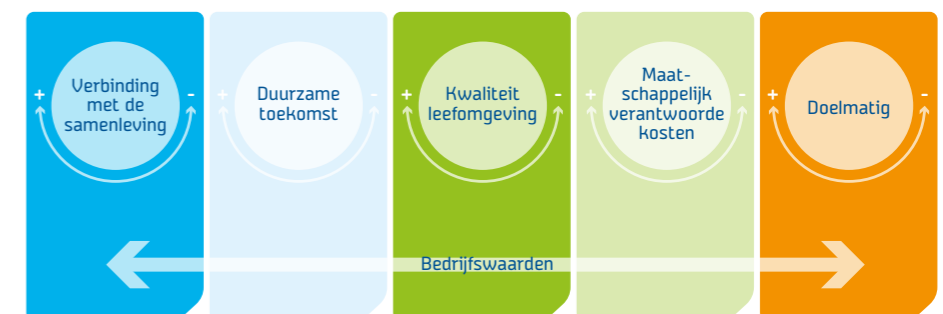 +
Verbinding
met de
samenleving
-
+
Duurzame
toekomst
-
+
Kwaliteit
leefomgeving
-
+
Maat-
schappelijk
verantwoorde
kosten
-
+
Doelmatig
-
Bedrijfswaarden